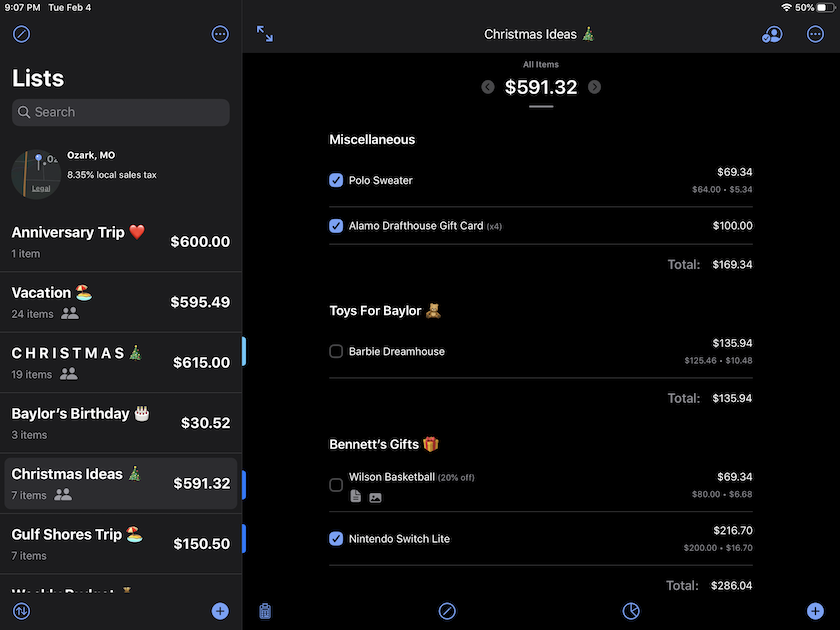 9:07 PM Tue Feb 4
50%
Lists
Search
Legal
Ozark, MO
8.35% local sales tax
Anniversary Trip ❤️
$600.00
1 item
Vacation 🏖️
$595.49
24 items
C H R I S T M A S 🎄
$615.00
19 items
Baylor's Birthday 🎂
$30.52
3 items
Christmas Ideas 🎄
$591.32
7 items
Gulf Shores Trip 🏖️
$150.50
7 items
Christmas Ideas 🎄
All Items
$591.32
Miscellaneous
Polo Sweater
$69.34
$64.00 • $5.34
Alamo Drafthouse Gift Card (x4)
$100.00
Total: $169.34
Toys For Baylor 🧸
Barbie Dreamhouse
$135.94
$125.46 • $10.48
Total: $135.94
Bennett's Gifts 🎁
Wilson Basketball (20% off)
$69.34
$80.00 • $6.68
Nintendo Switch Lite
$216.70
$200.00 • $16.70
Total: $286.04